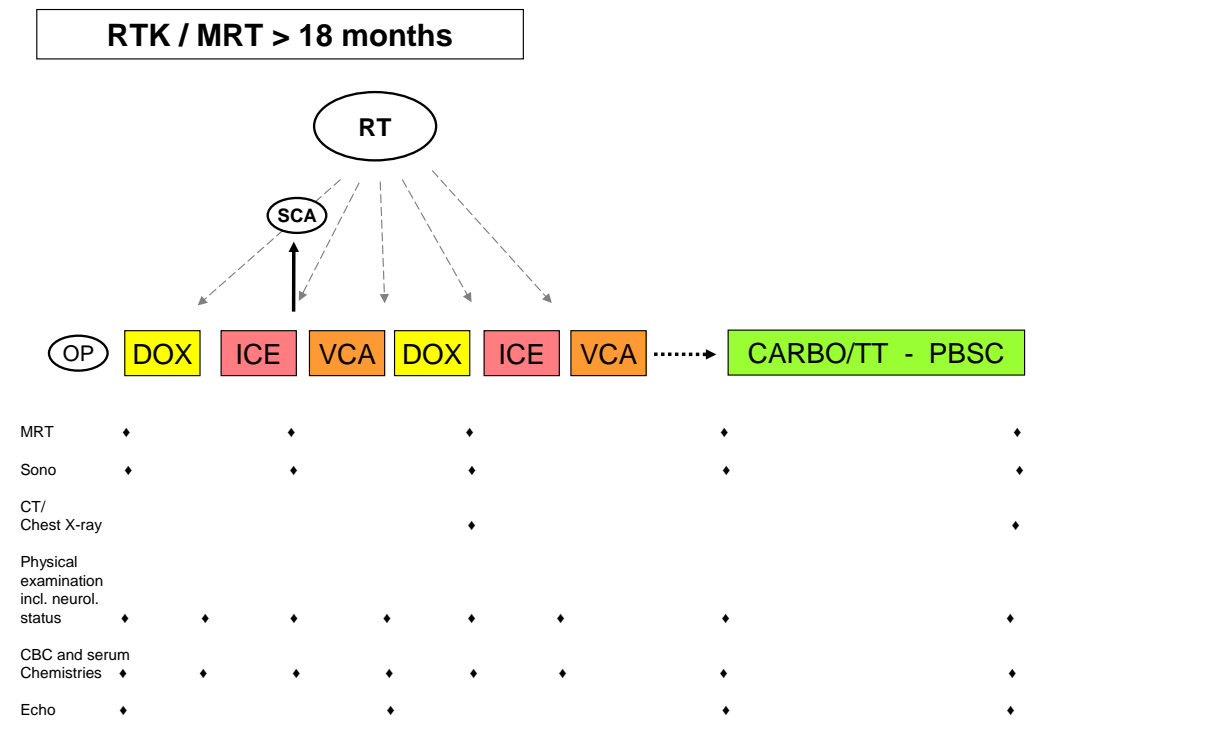 RTK / MRT > 18 months
RT
SCA
OP DOX ICE VCA DOX ICE VCA CARBO/TT - PBSC
MRT
Sono
CT/
Chest X-ray
Physical
examination
incl. neurol.
status
CBC and serum
Chemistries
Echo